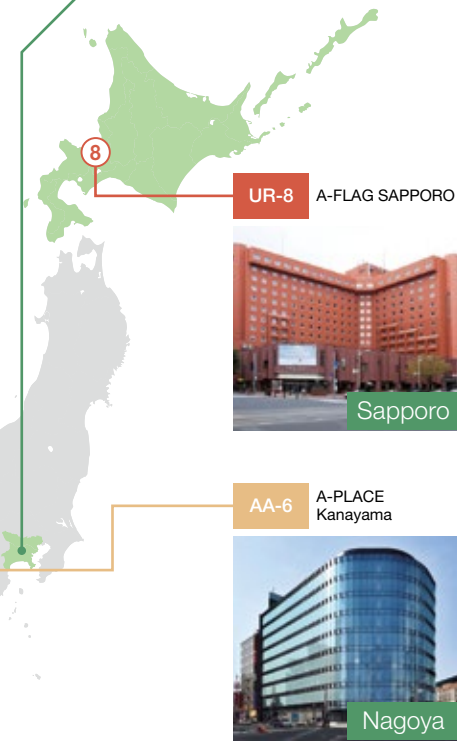 8
UR-8
A-FLAG SAPPORO
Sapporo
AA-6
A-PLACE
Kanayama
Nagoya